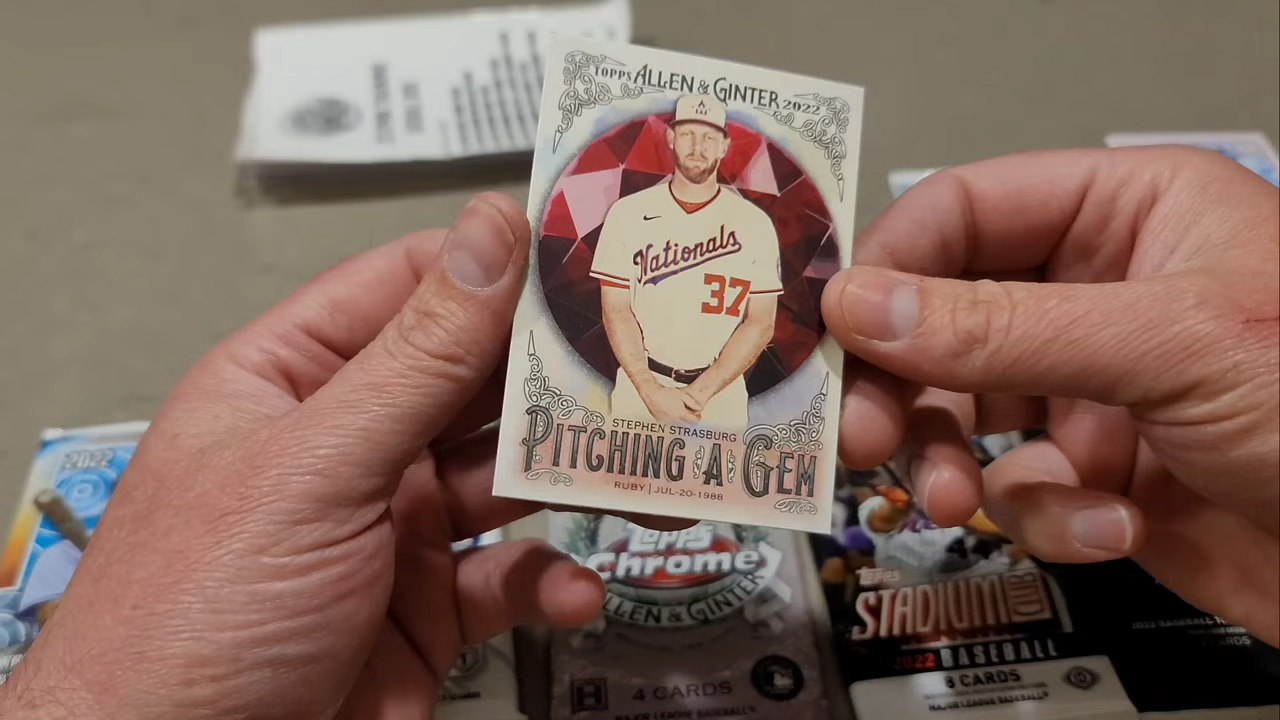 TOPPS ALLEN & GINTER 2022
Nationals
37
STEPHEN STRASBURG
PITCHING A GEM
RUBY | JUL-20-1988
2022
Topps
Chrome
ALLEN & GINTER
H
4 CARDS
MAJOR LEAGUE BASEBALL
TOPPS
STADIUM CLUB
2022 BASEBALL
8 CARDS
MAJOR LEAGUE BASEBALL